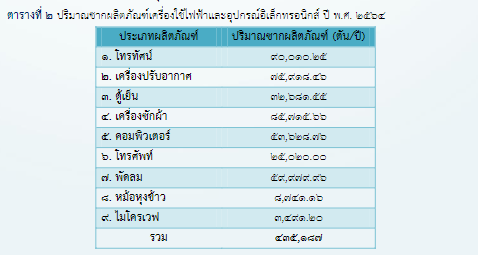 ตารางที่ ๒ ปริมาณซากผลิตภัณฑ์เครื่องใช้ไฟฟ้าและอุปกรณ์อิเล็กทรอนิกส์ ปี พ.ศ. ๒๕๖๔
ประเภทผลิตภัณฑ์ ปริมาณซากผลิตภัณฑ์ (ตัน/ปี)
๑. โทรทัศน์ ๙๐,๐๑๐.๒๕
๒. เครื่องปรับอากาศ ๗๕,๙๑๘.๔๖
๓. ตู้เย็น ๓๒,๖๘๑.๕๕
๔. เครื่องซักผ้า ๘๕,๗๑๕.๖๖
๕. คอมพิวเตอร์ ๕๓,๖๒๘.๗๖
๖. โทรศัพท์ ๒๕,๐๒๐.๐๐
๗. พัดลม ๕๙,๙๗๙.๙๖
๘. หม้อหุงข้าว ๘,๗๔๑.๑๖
๙. ไมโครเวฟ ๓,๔๙๑.๒๐
รวม ๔๓๕,๑๘๗